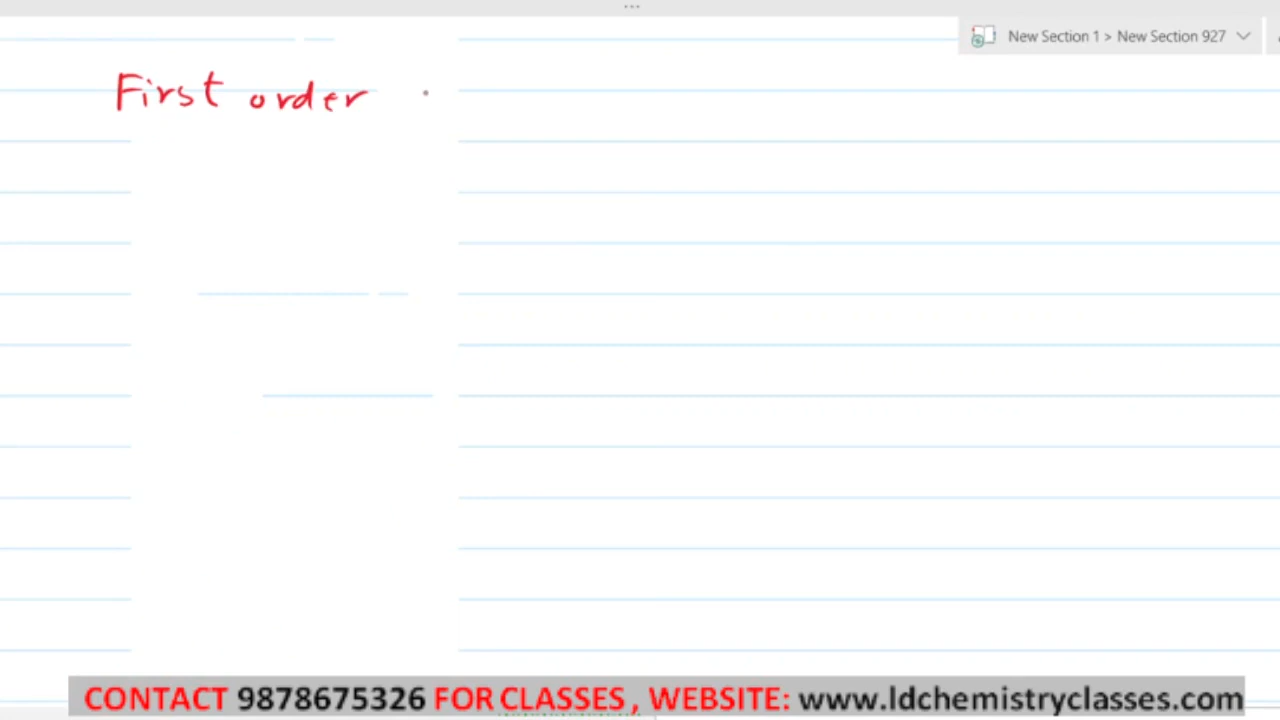 New Section 1 > New Section 927
First order
CONTACT 9878675326 FOR CLASSES , WEBSITE: www.ldchemistryclasses.com